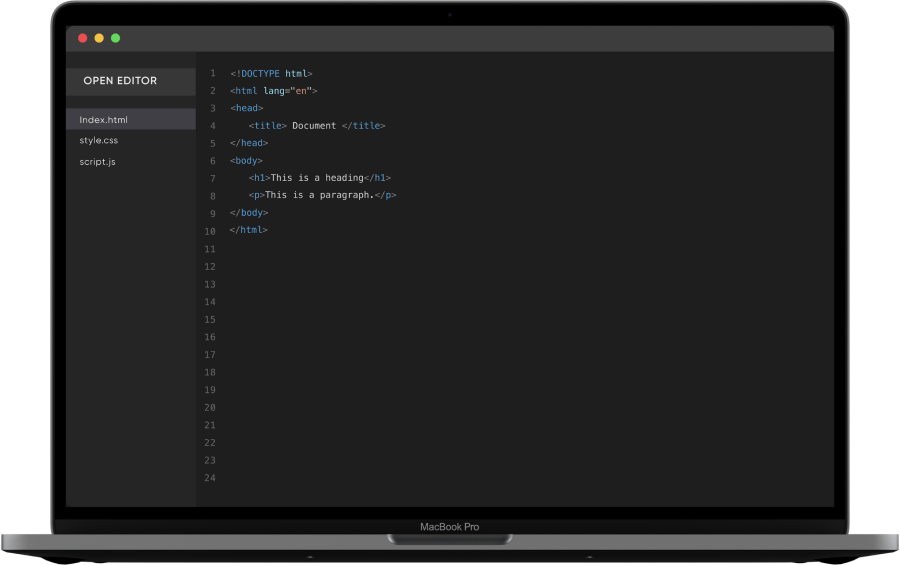 OPEN EDITOR
Index.html
style.css
script.js
1 <!DOCTYPE html>
2 <html lang="en">
3 <head>
4 <title> Document </title>
5 </head>
6 <body>
7 <h1>This is a heading</h1>
8 <p>This is a paragraph.</p>
9 </body>
10 </html>
11
12
13
14
15
16
17
18
19
20
21
22
23
24
MacBook Pro